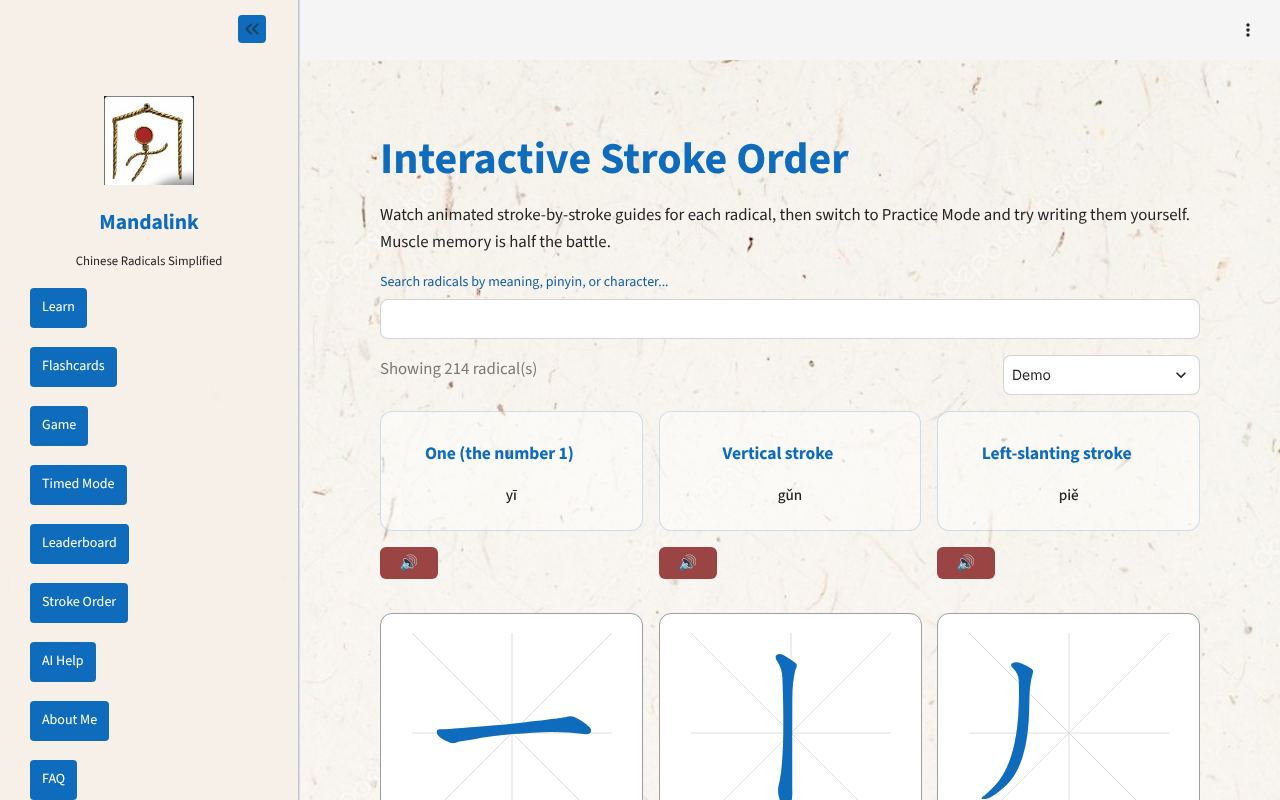 Mandalink
Chinese Radicals Simplified
Learn
Flashcards
Game
Timed Mode
Leaderboard
Stroke Order
AI Help
About Me
FAQ
Interactive Stroke Order
Watch animated stroke-by-stroke guides for each radical, then switch to Practice Mode and try writing them yourself.
Muscle memory is half the battle.
Search radicals by meaning, pinyin, or character...
Showing 214 radical(s)
Demo
One (the number 1)
yī
Vertical stroke
gǔn
Left-slanting stroke
piě
一
丨
丿